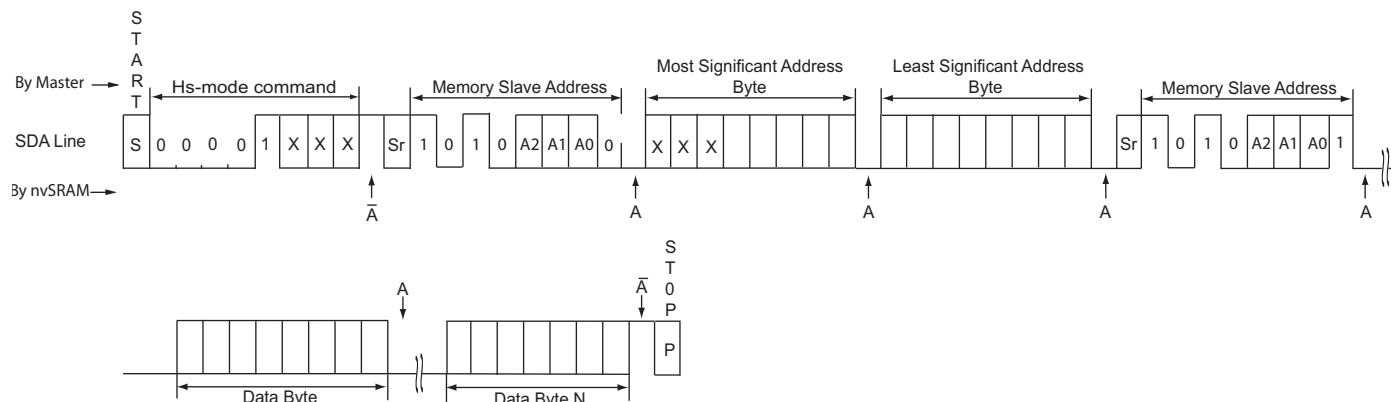 START
By Master
Hs-mode command
Memory Slave Address
Most Significant Address
Byte
Least Significant Address
Byte
Memory Slave Address
SDA Line
S 0 0 0 0 1 X X X Sr 1 0 1 0 A2 A1 A0 0 X X X Sr 1 0 1 0 A2 A1 A0 1
By nvSRAM
A̅
A
A
A
A
A
A̅
ST0P
P
Data Byte
Data Byte N